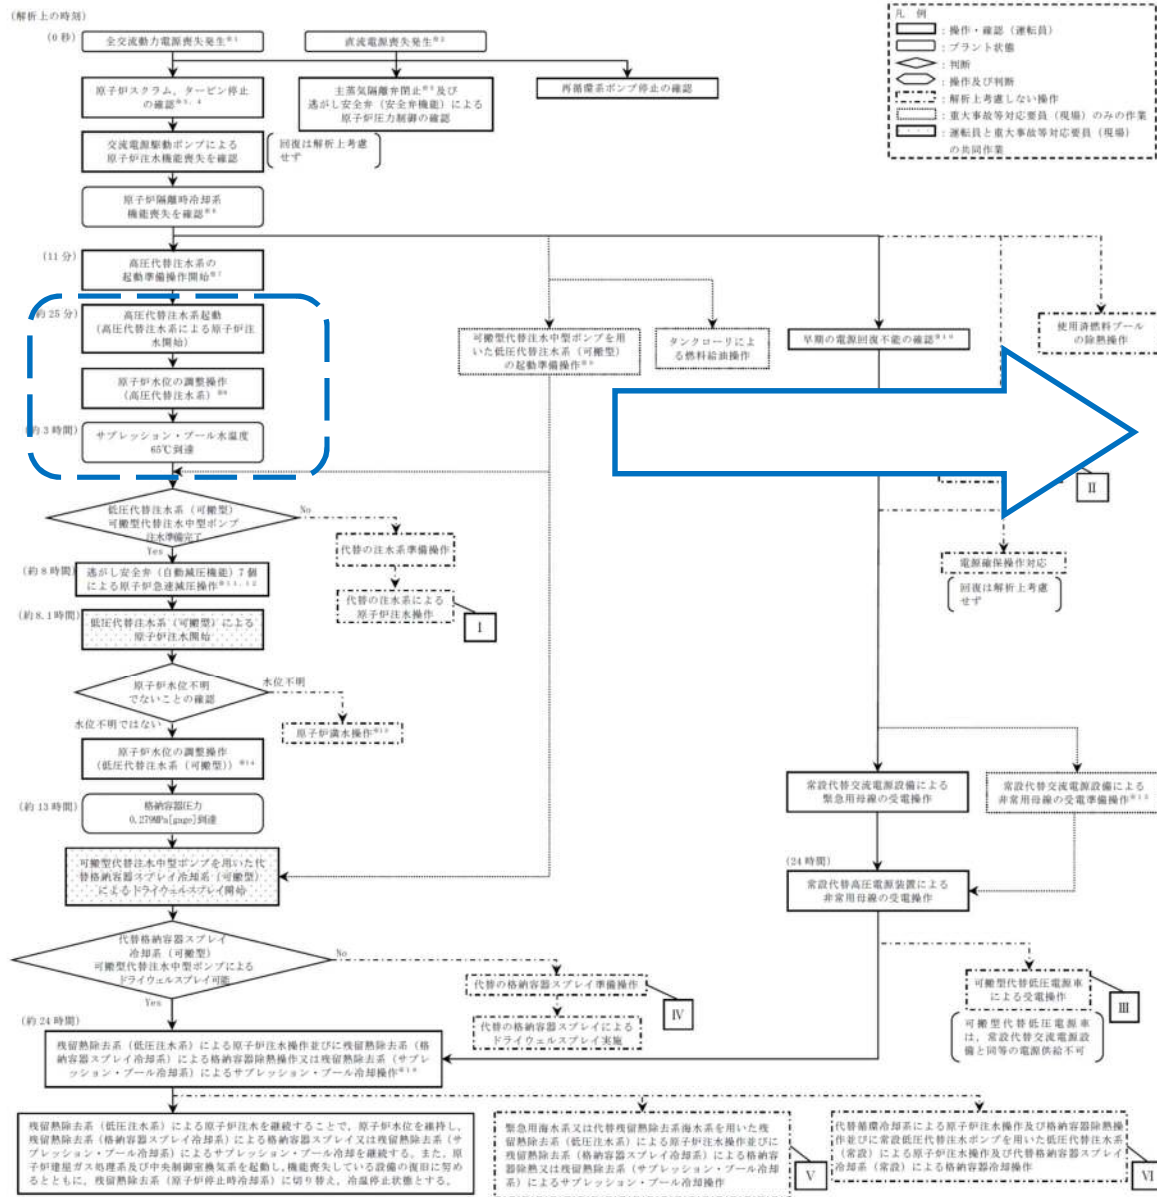 (解析上の時刻)
(0秒)
全交流動力電源喪失発生※1
直流電源喪失発生※2
原子炉スクラム，タービン停止
の確認※3，4
主蒸気隔離弁閉止※5及び
逃がし安全弁（安全弁機能）による
原子炉圧力制御の確認
再循環系ポンプ停止の確認
交流電源駆動ポンプによる
原子炉注水機能喪失を確認
回復は解析上考慮
せず
原子炉隔離時冷却系
機能喪失を確認※6
凡 例
：操作・確認（運転員）
：プラント状態
：判断
：操作及び判断
：解析上考慮しない操作
：重大事故等対応要員（現場）のみの作業
：運転員と重大事故等対応要員（現場）
の共同作業
(11分)
高圧代替注水系の
起動準備操作開始※7
約25分)
高圧代替注水系起動
(高圧代替注水系による原子炉注
水開始)
原子炉水位の調整操作
（高圧代替注水系）※8
約3時間)
サプレッション・プール水温度
65℃到達
可搬型代替注水中型ポンプを用
いた低圧代替注水系（可搬型）
の起動準備操作※9
タンクローリによ
る燃料給油操作
早期の電源回復不能の確認※10
使用済燃料プール
の除熱操作
Ⅱ
低圧代替注水系（可搬型）
可搬型代替注水中型ポンプ
注水準備完了
No
Yes
代替の注水系準備操作
代替の注水系による
原子炉注水操作
Ⅰ
電源確保操作対応
回復は解析上考慮
せず
(約8時間)
逃がし安全弁（自動減圧機能）7個
による原子炉急速減圧操作※11，12
(約8.1時間)
低圧代替注水系（可搬型）による
原子炉注水開始
原子炉水位不明
でないことの確認
水位不明
水位不明ではない
原子炉満水操作※13
原子炉水位の調整操作
（低圧代替注水系（可搬型））※14
(約13時間)
格納容器圧力
0.279MPa[gage]到達
常設代替交流電源設備による
緊急用母線の受電操作
常設代替交流電源設備による
非常用母線の受電準備操作※15
可搬型代替注水中型ポンプを用いた代
替格納容器スプレイ冷却系（可搬型）
によるドライウェルスプレイ開始
(24時間)
常設代替高圧電源装置による
非常用母線の受電操作
代替格納容器スプレイ
冷却系（可搬型）
可搬型代替注水中型ポンプによる
ドライウェルスプレイ可能
No
Yes
代替の格納容器スプレイ準備操作
Ⅳ
代替の格納容器スプレイによる
ドライウェルスプレイ実施
可搬型代替低圧電源車
による受電操作
Ⅲ
可搬型代替低圧電源車
は，常設代替交流電源設
備と同等の電源供給不可
(約24時間)
残留熱除去系（低圧注水系）による原子炉注水操作並びに残留熱除去系（格
納容器スプレイ冷却系）による格納容器除熱操作又は残留熱除去系（サプレ
ッション・プール冷却系）によるサプレッション・プール冷却操作※16
残留熱除去系（低圧注水系）による原子炉注水を継続することで，原子炉水位を維持し，
残留熱除去系（格納容器スプレイ冷却系）による格納容器スプレイ又は残留熱除去系（サ
プレッション・プール冷却系）によるサプレッション・プール冷却を継続する。また，原
子炉建屋ガス処理系及び中央制御室換気系を起動し，機能喪失している設備の復旧に努め
るとともに，残留熱除去系（原子炉停止時冷却系）に切り替え，冷温停止状態とする。
緊急用海水系又は代替残留熱除去系海水系を用いた残
留熱除去系（低圧注水系）による原子炉注水操作並びに
残留熱除去系（格納容器スプレイ冷却系）による格納容
器除熱又は残留熱除去系（サプレッション・プール冷却
系）によるサプレッション・プール冷却操作
Ⅴ
代替循環冷却系による原子炉注水操作及び格納容器除熱操
作並びに常設低圧代替注水ポンプを用いた低圧代替注水系
（常設）による原子炉注水操作及び代替格納容器スプレイ
冷却系（常設）による格納容器冷却操作
Ⅵ